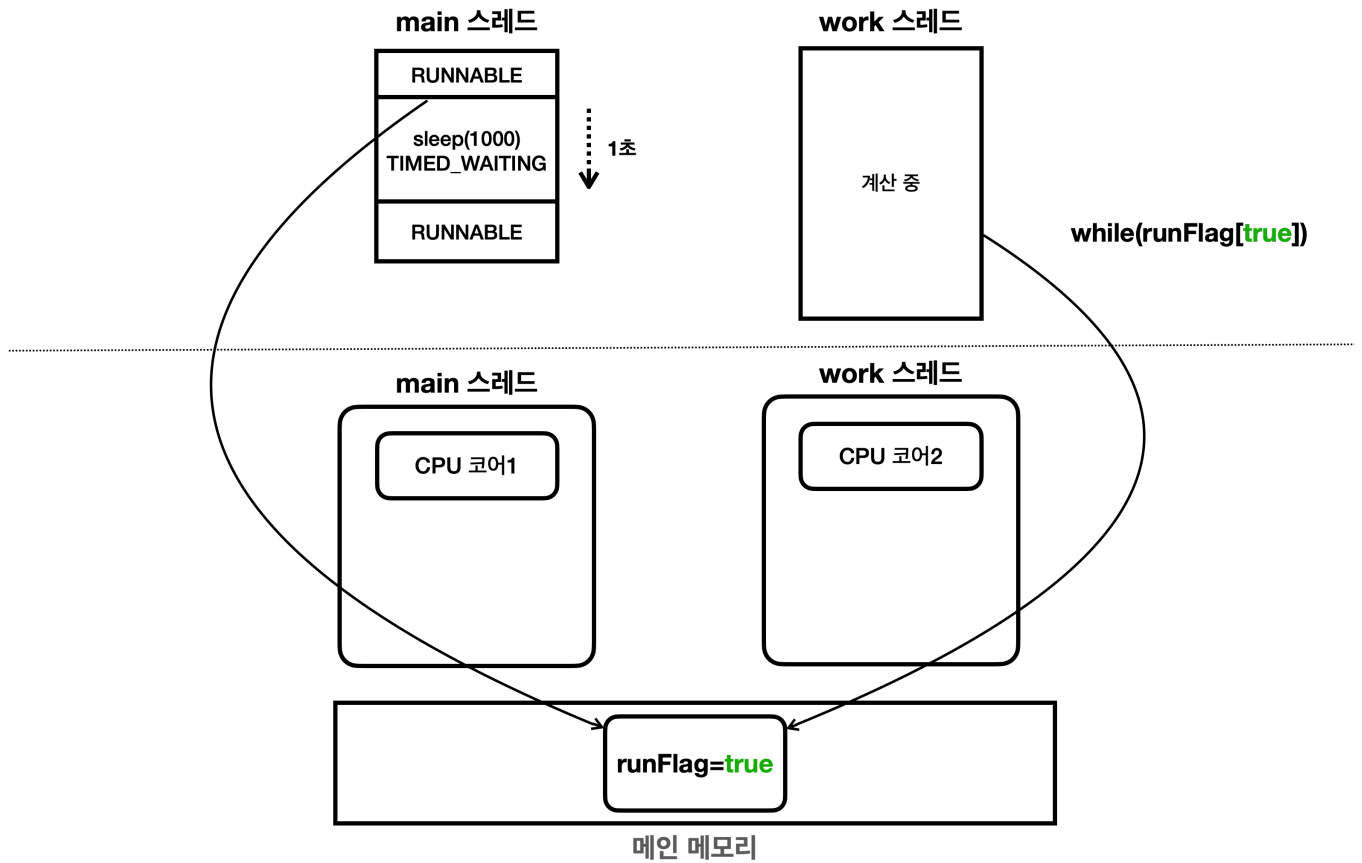 main 스레드
work 스레드
RUNNABLE
sleep(1000)
TIMED_WAITING
1초
RUNNABLE
계산 중
while(runFlag[true])
main 스레드
work 스레드
CPU 코어1
CPU 코어2
runFlag=true
메인 메모리